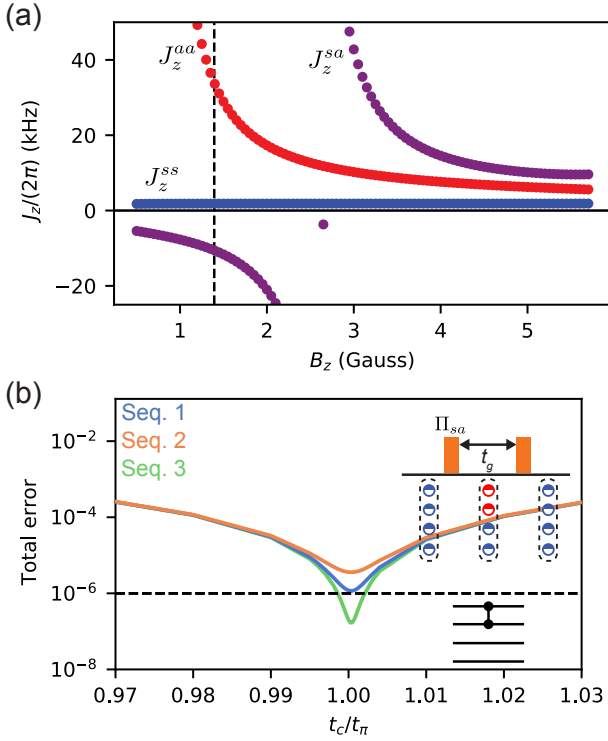 (a)
J_z^{aa}
J_z^{sa}
J_z^{ss}
J_z/(2π) (kHz)
40
20
0
−20
1
2
3
4
5
B_z (Gauss)
(b)
Seq. 1
Seq. 2
Seq. 3
Π_{sa}
t_g
Total error
10^{-2}
10^{-4}
10^{-6}
10^{-8}
0.97
0.98
0.99
1.00
1.01
1.02
1.03
t_c/t_π